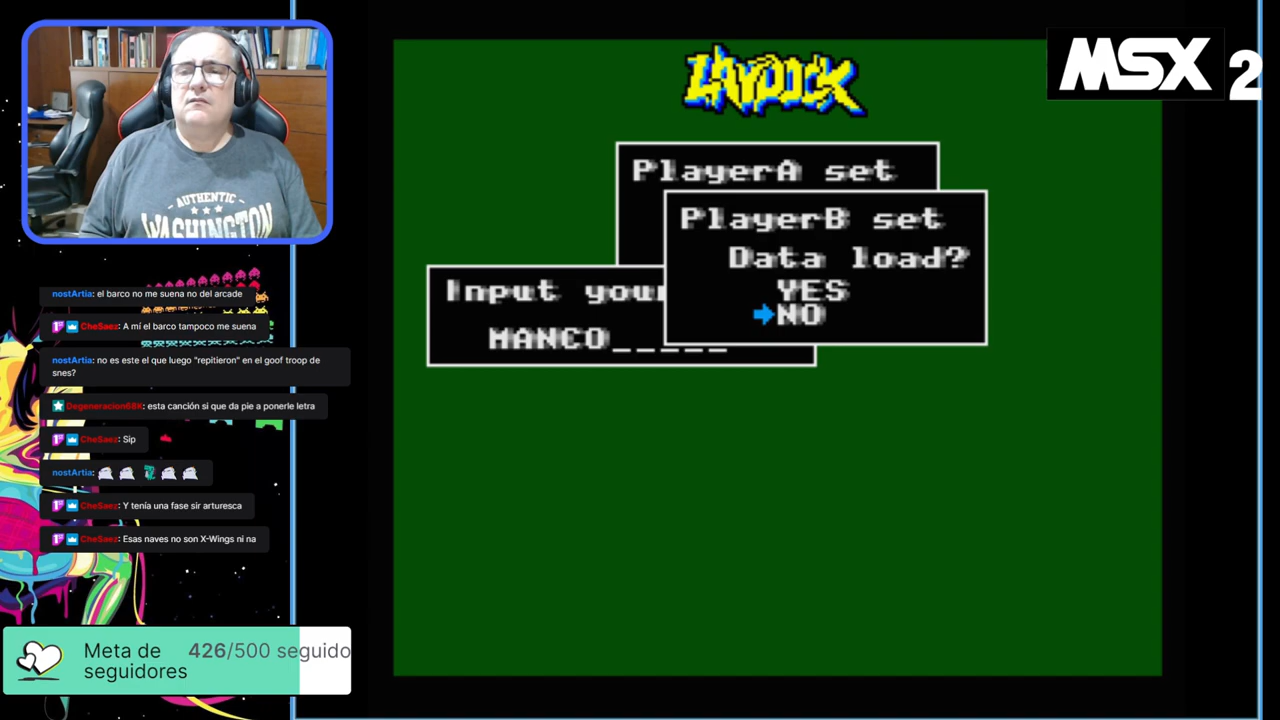 AUTHENTIC
WASHINGTON
nostArtia: el barco no me suena no del arcade
CheSaez: A mí el barco tampoco me suena
nostArtia: no es este el que luego "repitieron" en el goof troop de
snes?
Degeneracion68K: esta canción si que da pie a ponerle letra
CheSaez: Sip
nostArtia:
CheSaez: Y tenía una fase sir arturesca
CheSaez: Esas naves no son X-Wings ni na
Meta de
seguidores
426/500 seguido
LAYDOCK
PlayerA set
PlayerB set
Data load?
YES
NO
Input your
MANCO_____
MSX 2